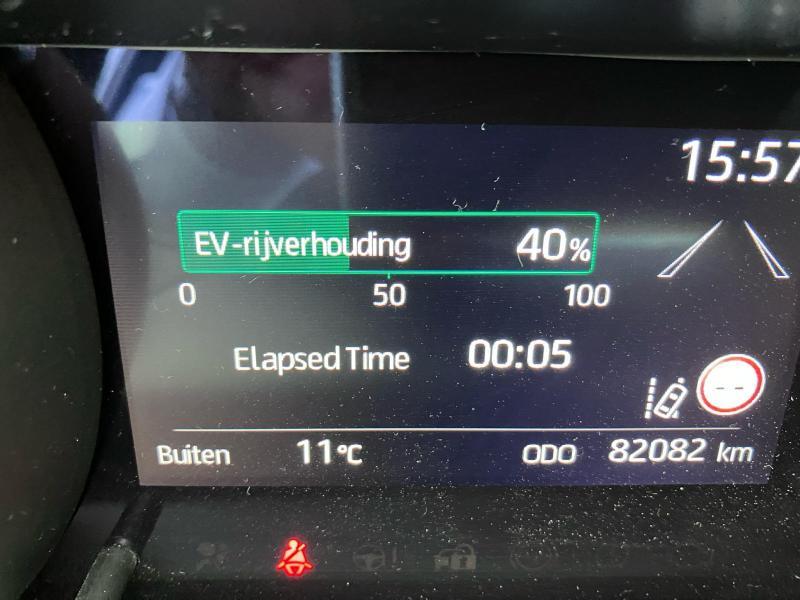 15:57
EV-rijverhouding 40%
0 50 100
Elapsed Time 00:05
--
Buiten 11°C ODO 82082 km